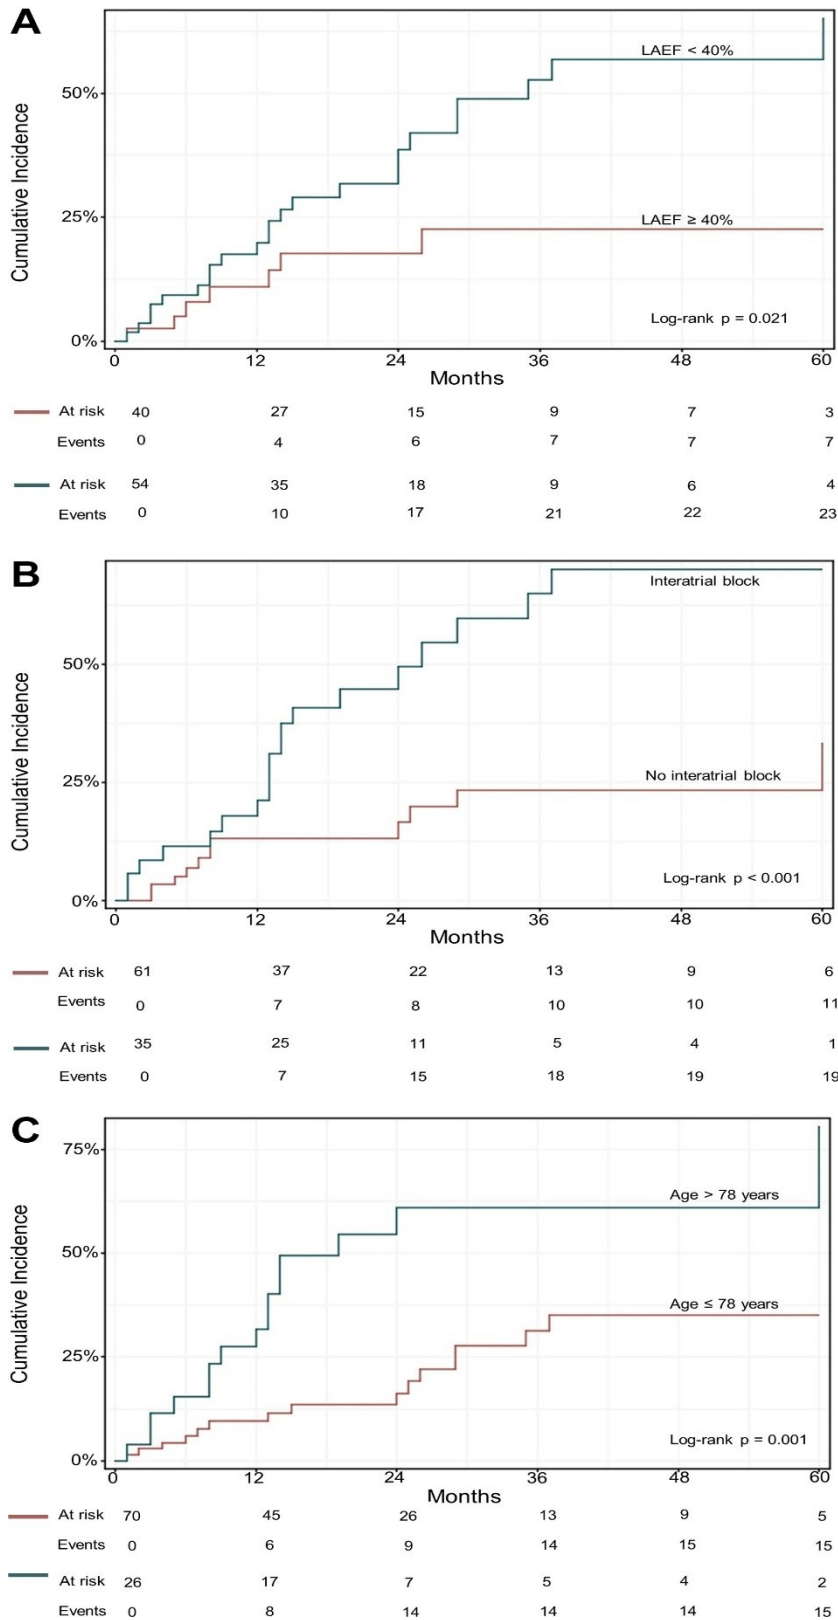 A
Cumulative Incidence
50%
25%
0%
LAEF < 40%
LAEF ≥ 40%
Log-rank p = 0.021
0 12 24 36 48 60
Months
At risk 40 27 15 9 7 3
Events 0 4 6 7 7 7
At risk 54 35 18 9 6 4
Events 0 10 17 21 22 23
B
Cumulative Incidence
50%
25%
0%
Interatrial block
No interatrial block
Log-rank p < 0.001
0 12 24 36 48 60
Months
At risk 61 37 22 13 9 6
Events 0 7 8 10 10 11
At risk 35 25 11 5 4 1
Events 0 7 15 18 19 19
C
Cumulative Incidence
75%
50%
25%
0%
Age > 78 years
Age ≤ 78 years
Log-rank p = 0.001
0 12 24 36 48 60
Months
At risk 70 45 26 13 9 5
Events 0 6 9 14 15 15
At risk 26 17 7 5 4 2
Events 0 8 14 14 14 15